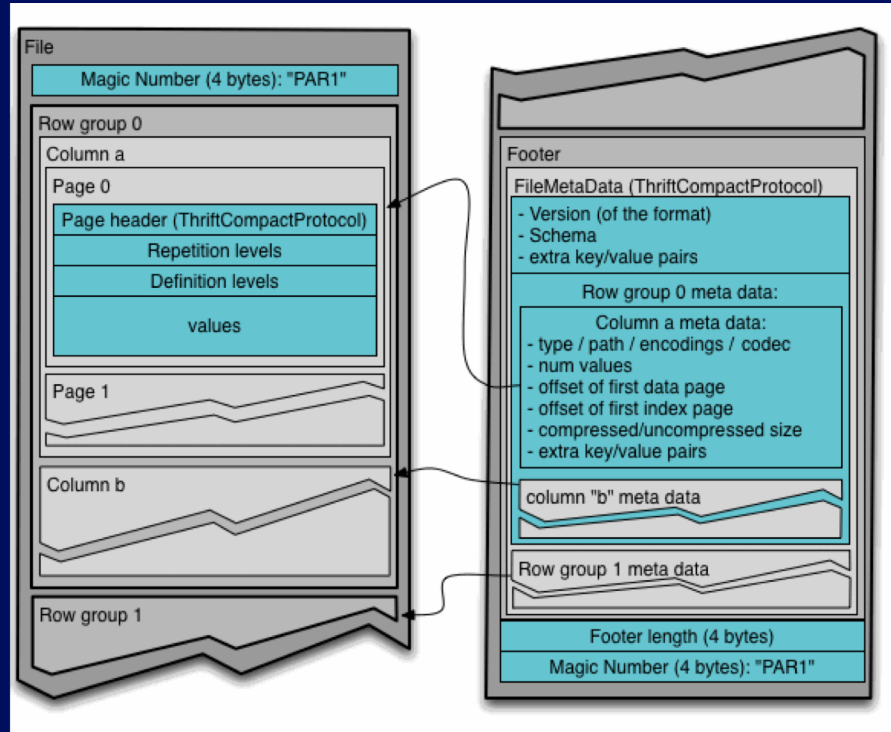 File
Magic Number (4 bytes): "PAR1"
Row group 0
Column a
Page 0
Page header (ThriftCompactProtocol)
Repetition levels
Definition levels
values
Page 1
Column b
Row group 1
Footer
FileMetaData (ThriftCompactProtocol)
- Version (of the format)
- Schema
- extra key/value pairs
Row group 0 meta data:
Column a meta data:
- type / path / encodings / codec
- num values
- offset of first data page
- offset of first index page
- compressed/uncompressed size
- extra key/value pairs
column "b" meta data
Row group 1 meta data
Footer length (4 bytes)
Magic Number (4 bytes): "PAR1"